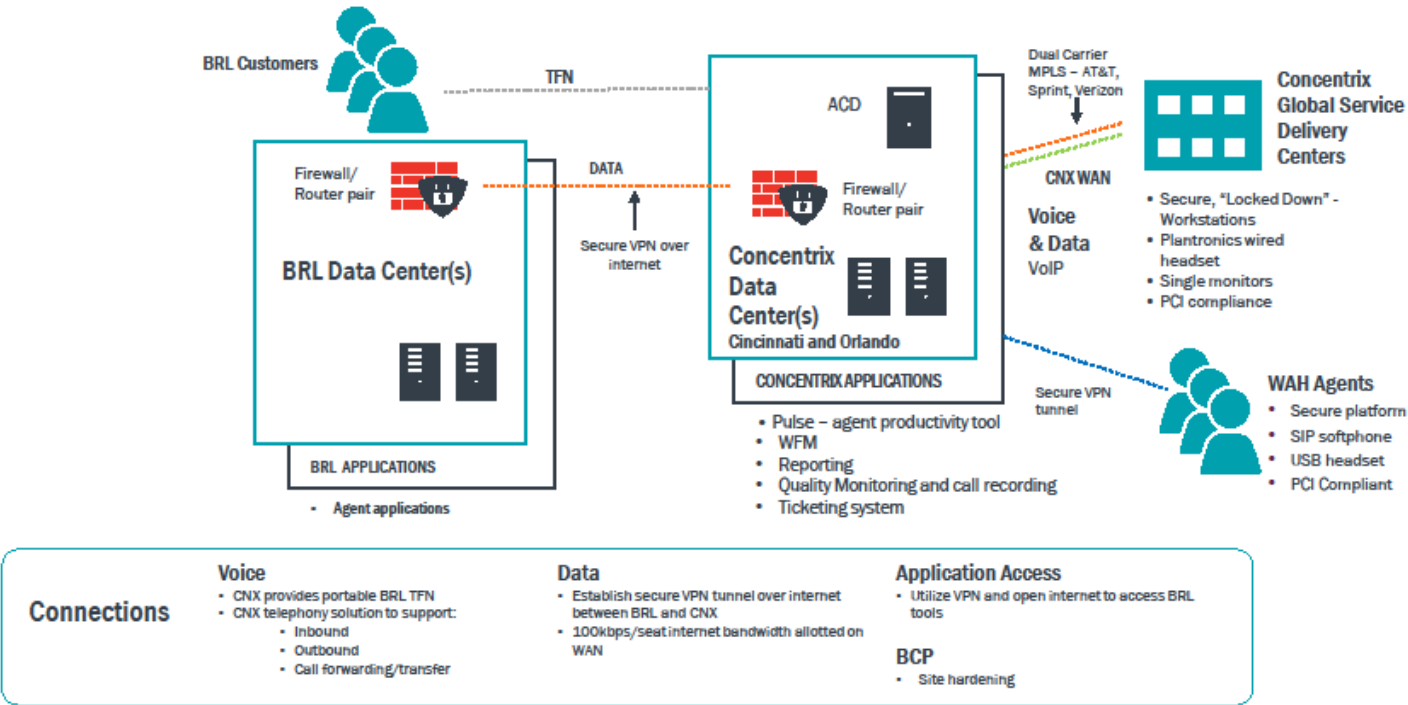 BRL Customers
TFN
Firewall/
Router pair
DATA
Secure VPN over
internet
BRL Data Center(s)
BRL APPLICATIONS
▪ Agent applications
ACD
Firewall/
Router pair
Concentrix
Data
Center(s)
Cincinnati and Orlando
CONCENTRIX APPLICATIONS
• Pulse – agent productivity tool
• WFM
• Reporting
• Quality Monitoring and call recording
• Ticketing system
Dual Carrier
MPLS – AT&T,
Sprint, Verizon
CNX WAN
Voice
& Data
VoIP
Concentrix
Global Service
Delivery
Centers
• Secure, “Locked Down” -
Workstations
• Plantronics wired
headset
• Single monitors
• PCI compliance
Secure VPN
tunnel
WAH Agents
• Secure platform
• SIP softphone
• USB headset
• PCI Compliant
Connections
Voice
▪ CNX provides portable BRL TFN
▪ CNX telephony solution to support:
▪ Inbound
▪ Outbound
▪ Call forwarding/transfer
Data
▪ Establish secure VPN tunnel over internet
between BRL and CNX
▪ 100kbps/seat internet bandwidth allotted on
WAN
Application Access
▪ Utilize VPN and open internet to access BRL
tools
BCP
▪ Site hardening